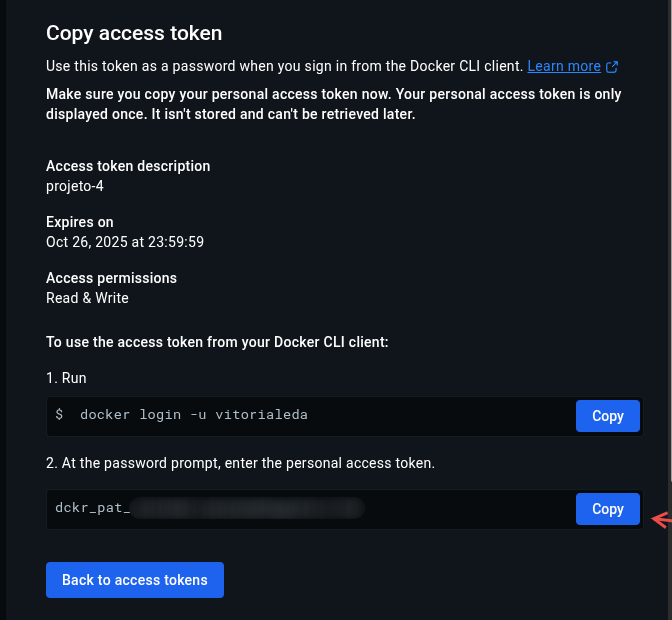 Copy access token
Use this token as a password when you sign in from the Docker CLI client. Learn more
Make sure you copy your personal access token now. Your personal access token is only
displayed once. It isn't stored and can't be retrieved later.
Access token description
projeto-4
Expires on
Oct 26, 2025 at 23:59:59
Access permissions
Read & Write
To use the access token from your Docker CLI client:
1. Run
$ docker login -u vitorialeda
Copy
2. At the password prompt, enter the personal access token.
dckr_pat_
Copy
Back to access tokens